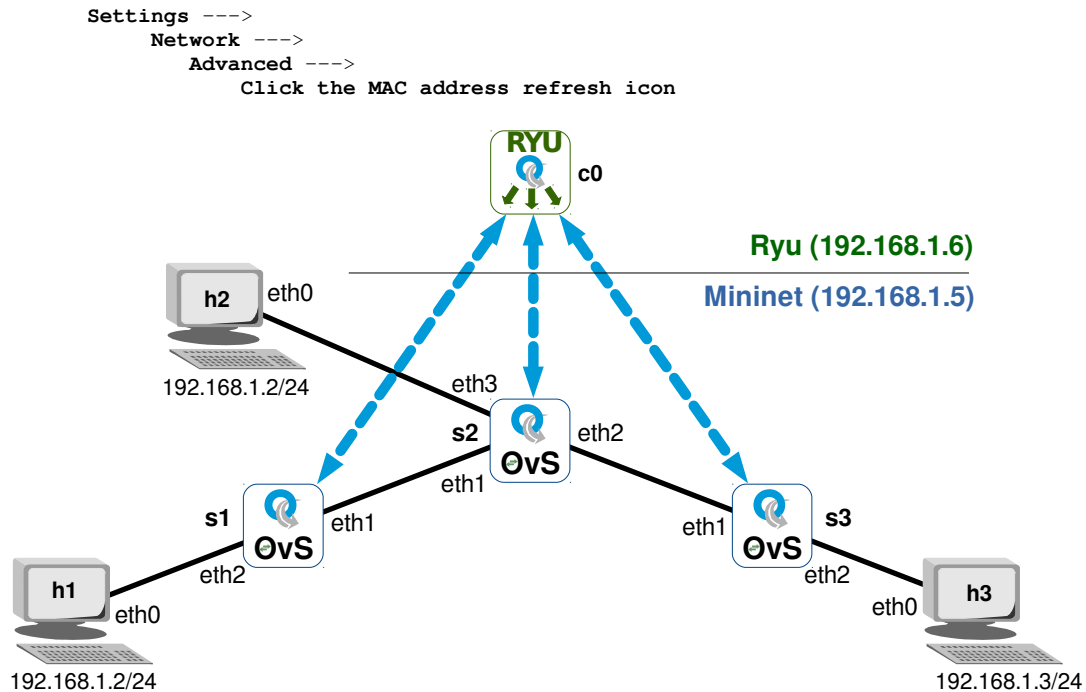 Settings --->
Network --->
Advanced --->
Click the MAC address refresh icon
RYU
c0
Ryu (192.168.1.6)
Mininet (192.168.1.5)
h2
eth0
192.168.1.2/24
eth3
s2
eth2
OvS
eth1
s1
eth1
OvS
eth2
eth1
s3
OvS
eth2
h1
eth0
192.168.1.2/24
h3
eth0
192.168.1.3/24